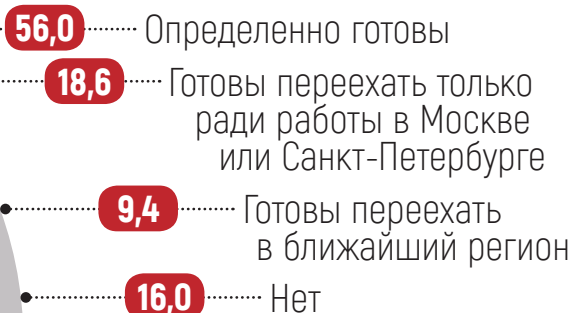 56,0 Определенно готовы
18,6 Готовы переехать только
ради работы в Москве
или Санкт-Петербурге
9,4 Готовы переехать
в ближайший регион
16,0 Нет